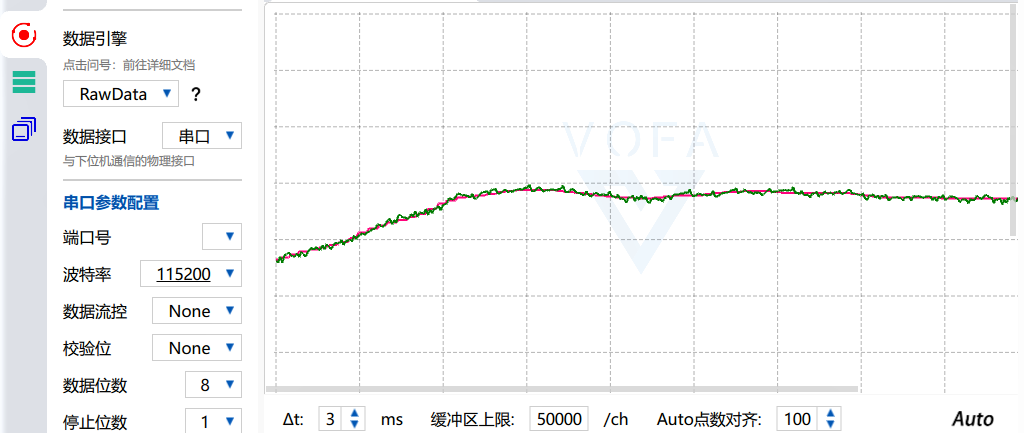 数据引擎
点击问号：前往详细文档
RawData ?
数据接口 串口
与下位机通信的物理接口
串口参数配置
端口号
波特率 115200
数据流控 None
校验位 None
数据位数 8
停止位数 1
VOFA
Δt: 3 ms 缓冲区上限: 50000 /ch Auto点数对齐: 100 Auto